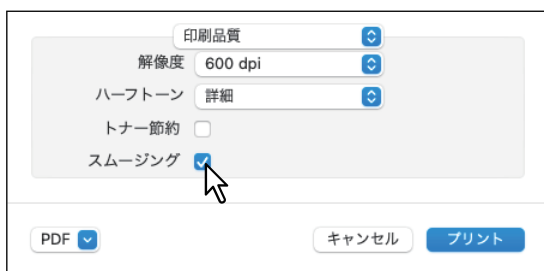 印刷品質
解像度 600 dpi
ハーフトーン 詳細
トナー節約
スムージング
PDF キャンセル プリント